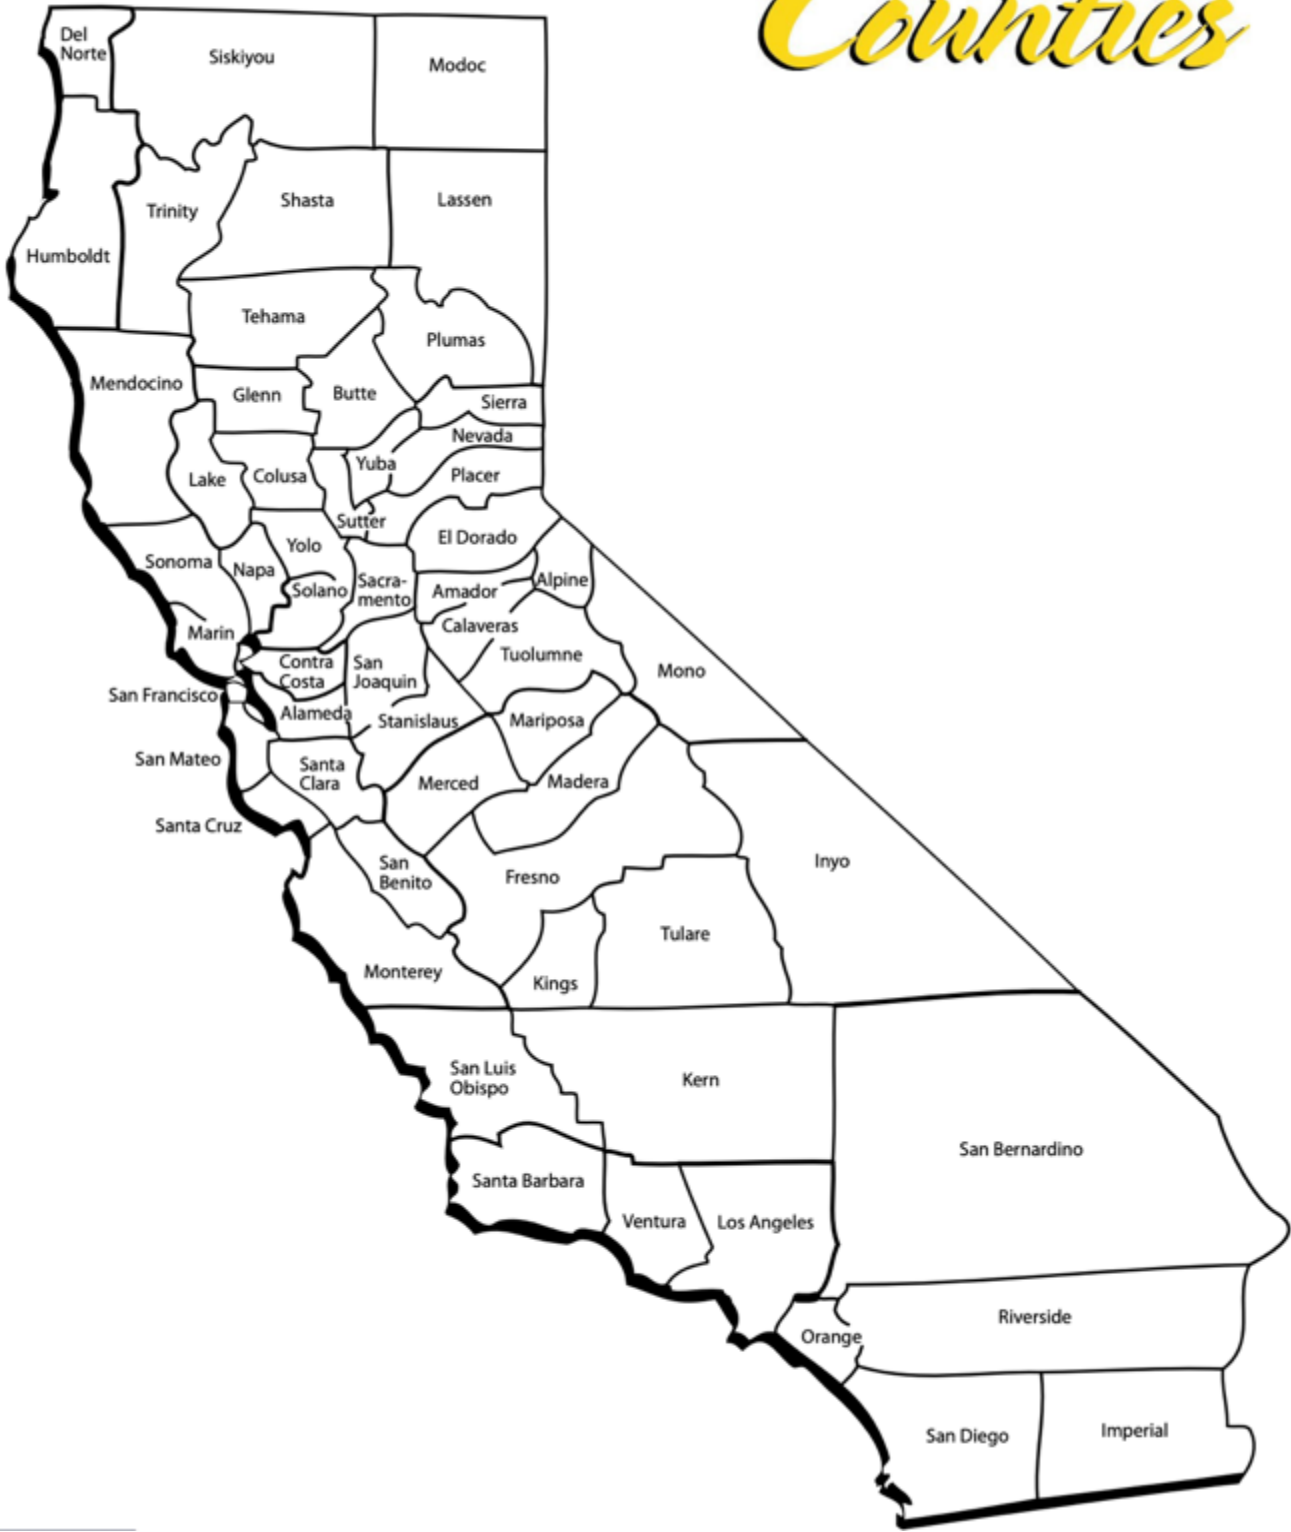 Counties
Del
Norte
Siskiyou
Modoc
Trinity
Shasta
Lassen
Humboldt
Tehama
Plumas
Mendocino
Glenn
Butte
Sierra
Nevada
Yuba
Placer
Lake
Colusa
Sutter
El Dorado
Yolo
Sonoma
Napa
Solano
Sacra-
mento
Amador
Alpine
Marin
Calaveras
Tuolumne
Mono
Contra
Costa
San
Joaquin
San Francisco
Alameda
Stanislaus
Mariposa
San Mateo
Santa
Clara
Merced
Madera
Santa Cruz
San
Benito
Fresno
Inyo
Tulare
Monterey
Kings
San Luis
Obispo
Kern
San Bernardino
Santa Barbara
Ventura
Los Angeles
Orange
Riverside
San Diego
Imperial